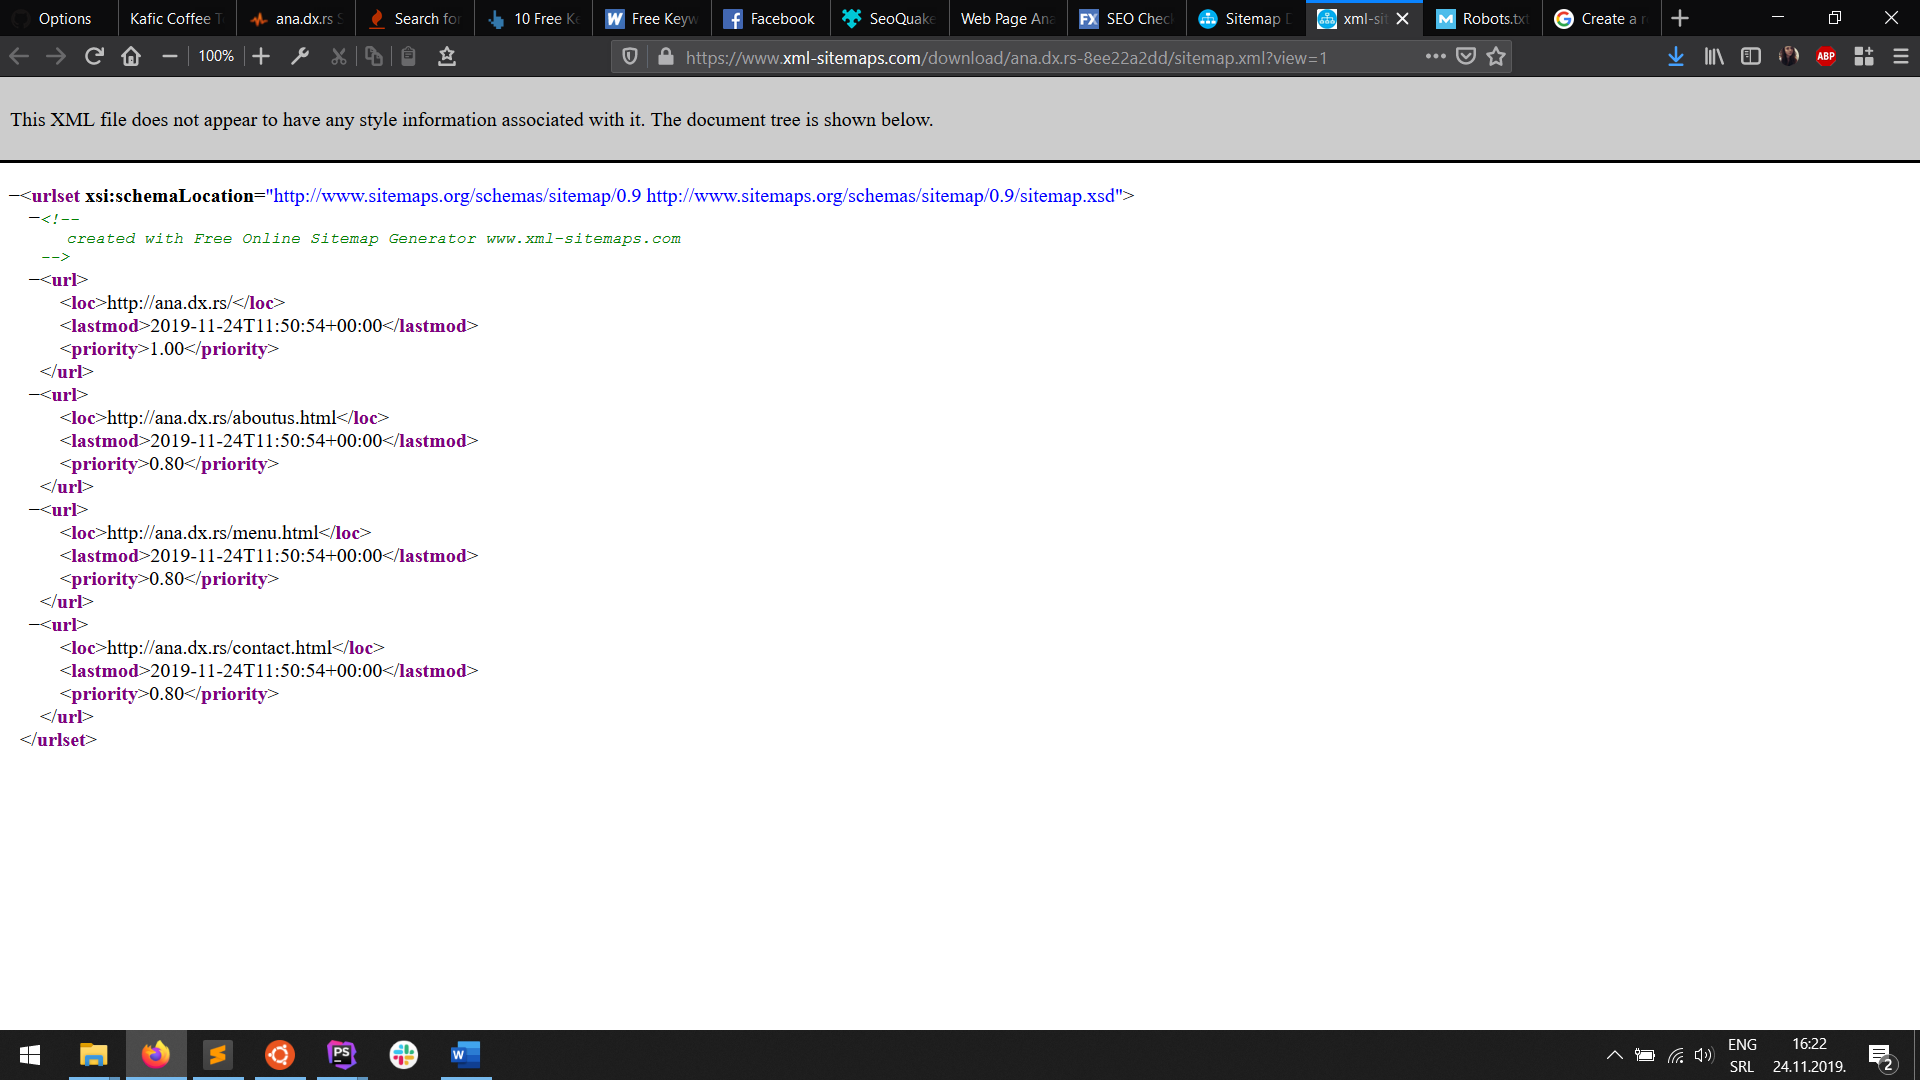 Options
Kafic Coffee T
ana.dx.rs S
Search for
10 Free Ke
Free Keyw
Facebook
SeoQuake
Web Page Ana
SEO Check
Sitemap D
xml-sit
Robots.txt
Create a r
100%
https://www.xml-sitemaps.com/download/ana.dx.rs-8ee22a2dd/sitemap.xml?view=1
ABP
This XML file does not appear to have any style information associated with it. The document tree is shown below.
−<urlset xsi:schemaLocation="http://www.sitemaps.org/schemas/sitemap/0.9 http://www.sitemaps.org/schemas/sitemap/0.9/sitemap.xsd">
−<!--
created with Free Online Sitemap Generator www.xml-sitemaps.com
-->
−<url>
<loc>http://ana.dx.rs/</loc>
<lastmod>2019-11-24T11:50:54+00:00</lastmod>
<priority>1.00</priority>
</url>
−<url>
<loc>http://ana.dx.rs/aboutus.html</loc>
<lastmod>2019-11-24T11:50:54+00:00</lastmod>
<priority>0.80</priority>
</url>
−<url>
<loc>http://ana.dx.rs/menu.html</loc>
<lastmod>2019-11-24T11:50:54+00:00</lastmod>
<priority>0.80</priority>
</url>
−<url>
<loc>http://ana.dx.rs/contact.html</loc>
<lastmod>2019-11-24T11:50:54+00:00</lastmod>
<priority>0.80</priority>
</url>
</urlset>
ENG
SRL
16:22
24.11.2019.
2